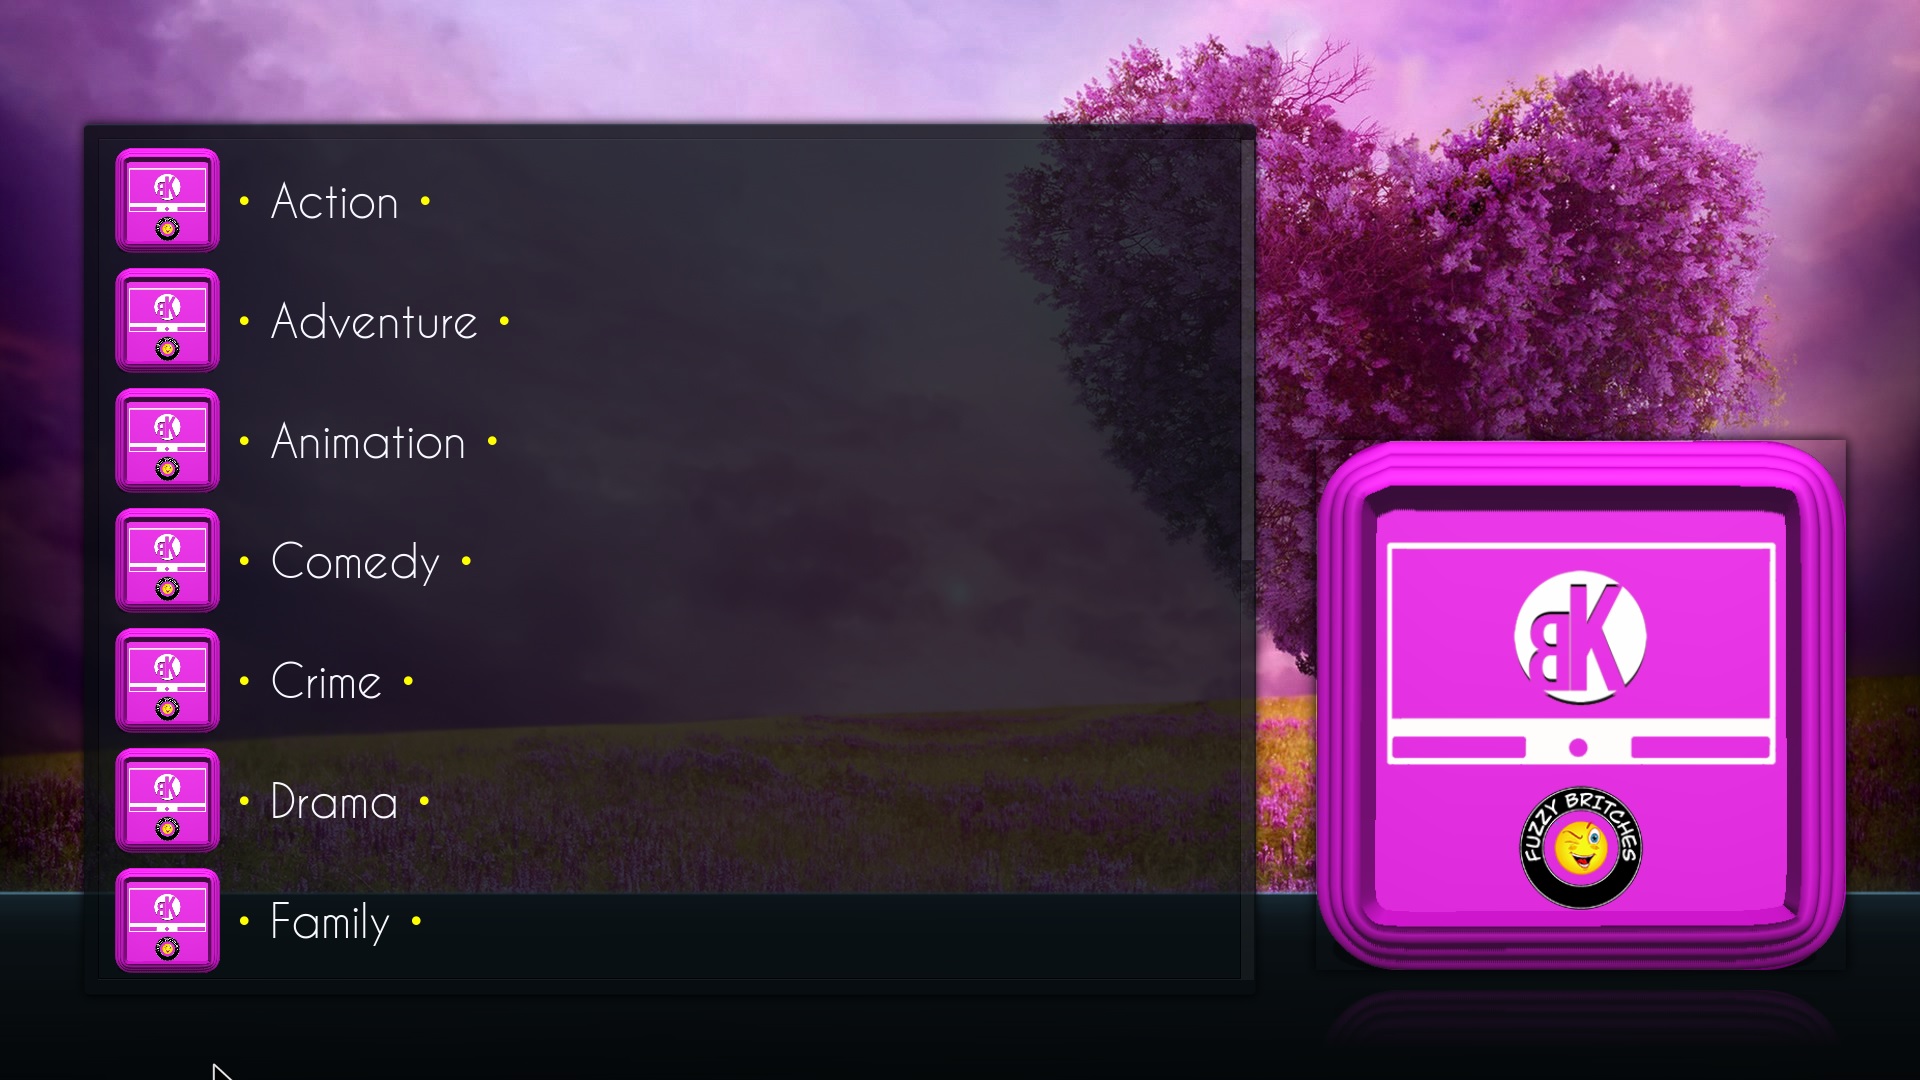 • Action •
• Adventure •
• Animation •
• Comedy •
• Crime •
• Drama •
• Family •
BK
FUZZY BRITCHES